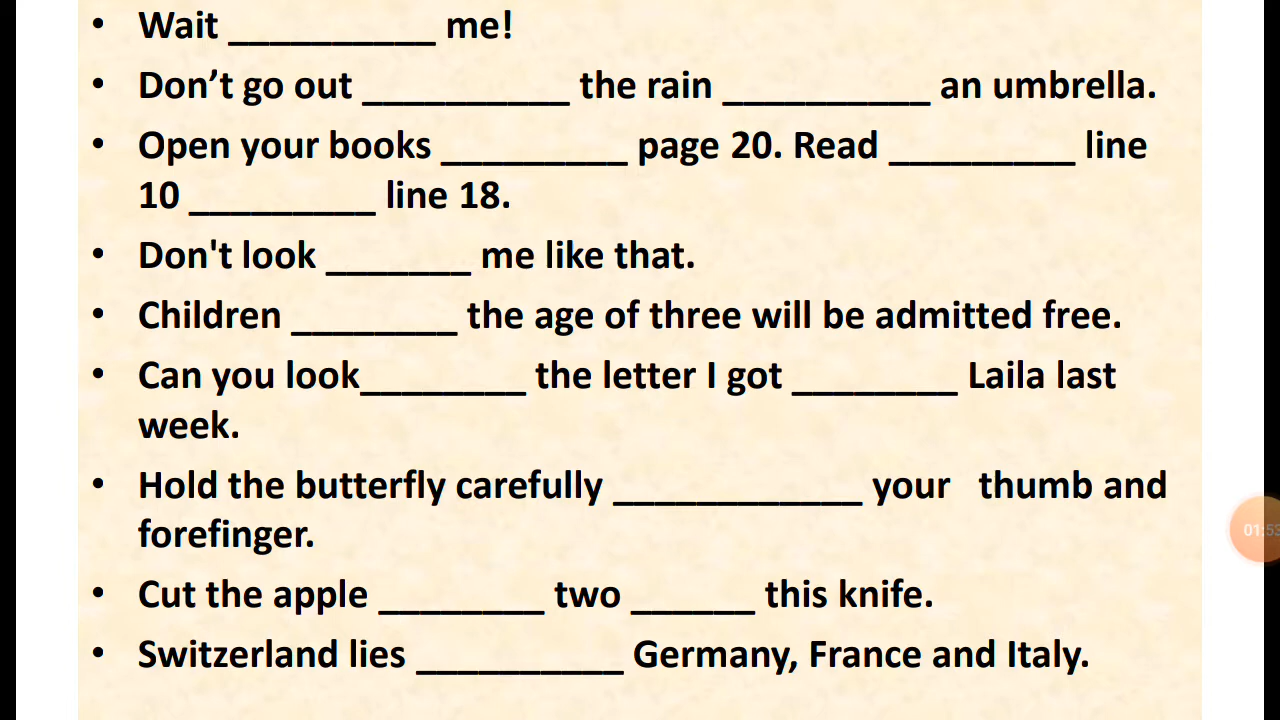 • Wait __________ me!
• Don’t go out __________ the rain __________ an umbrella.
• Open your books _________ page 20. Read _________ line
10 _________ line 18.
• Don't look _______ me like that.
• Children ________ the age of three will be admitted free.
• Can you look________ the letter I got ________ Laila last
week.
• Hold the butterfly carefully ____________ your thumb and
forefinger.
• Cut the apple ________ two ______ this knife.
• Switzerland lies __________ Germany, France and Italy.
01:53